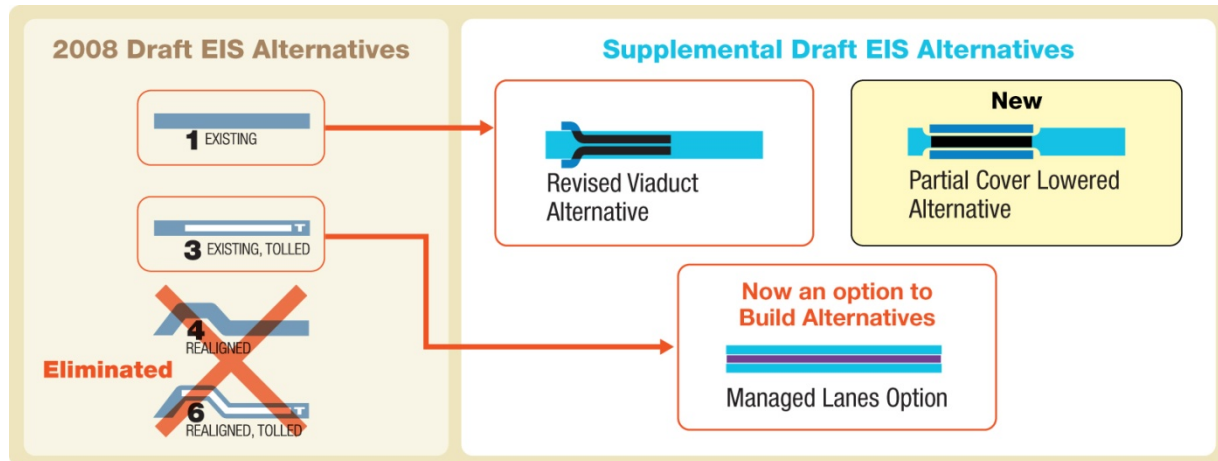 2008 Draft EIS Alternatives
1 EXISTING
3 EXISTING, TOLLED
T
4
REALIGNED
Eliminated
6
T
REALIGNED, TOLLED
Supplemental Draft EIS Alternatives
Revised Viaduct
Alternative
New
Partial Cover Lowered
Alternative
Now an option to
Build Alternatives
Managed Lanes Option